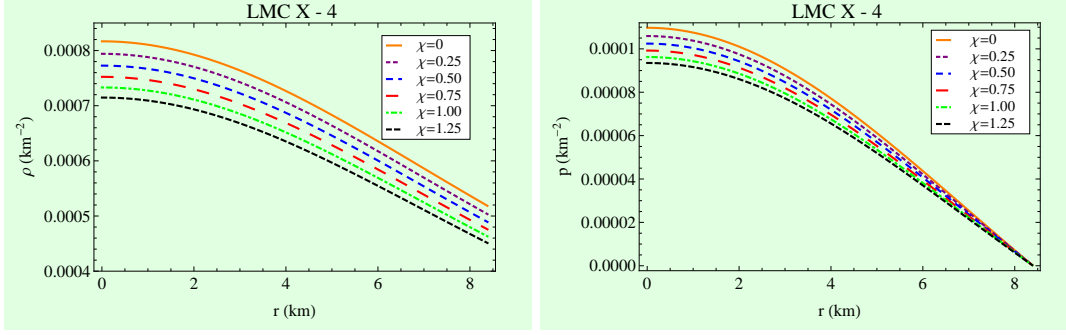 LMC X - 4
0.0008
0.0007
0.0006
0.0005
0.0004
ρ (km⁻²)
χ=0
χ=0.25
χ=0.50
χ=0.75
χ=1.00
χ=1.25
0 2 4 6 8
r (km)
LMC X - 4
0.0001
0.00008
0.00006
0.00004
0.00002
0.0000
p (km⁻²)
χ=0
χ=0.25
χ=0.50
χ=0.75
χ=1.00
χ=1.25
0 2 4 6 8
r (km)